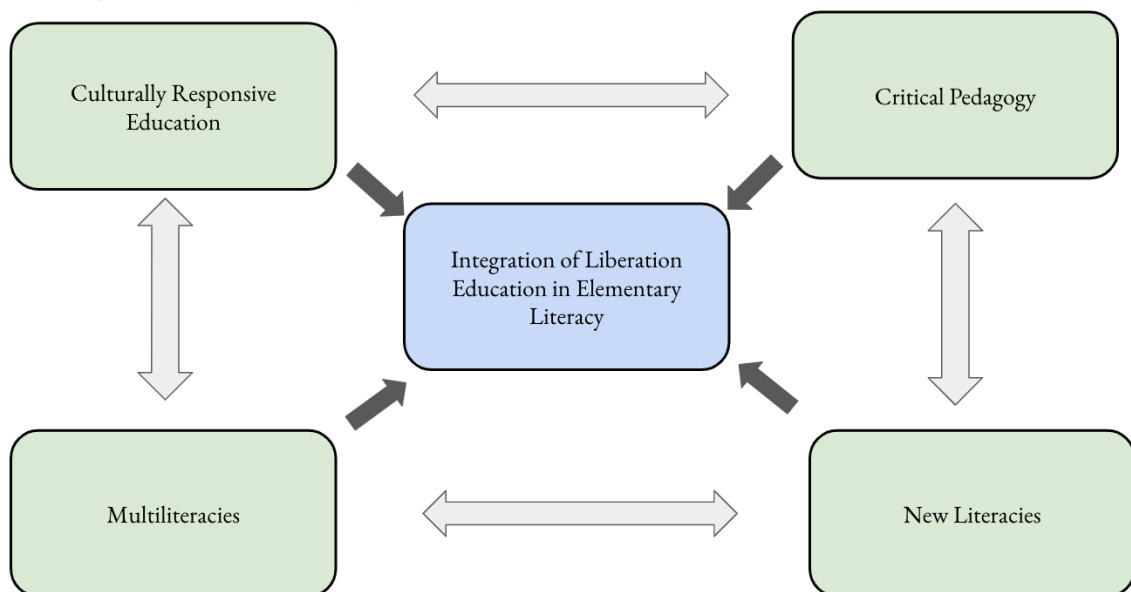 Culturally Responsive
Education
Critical Pedagogy
Integration of Liberation
Education in Elementary
Literacy
Multiliteracies
New Literacies